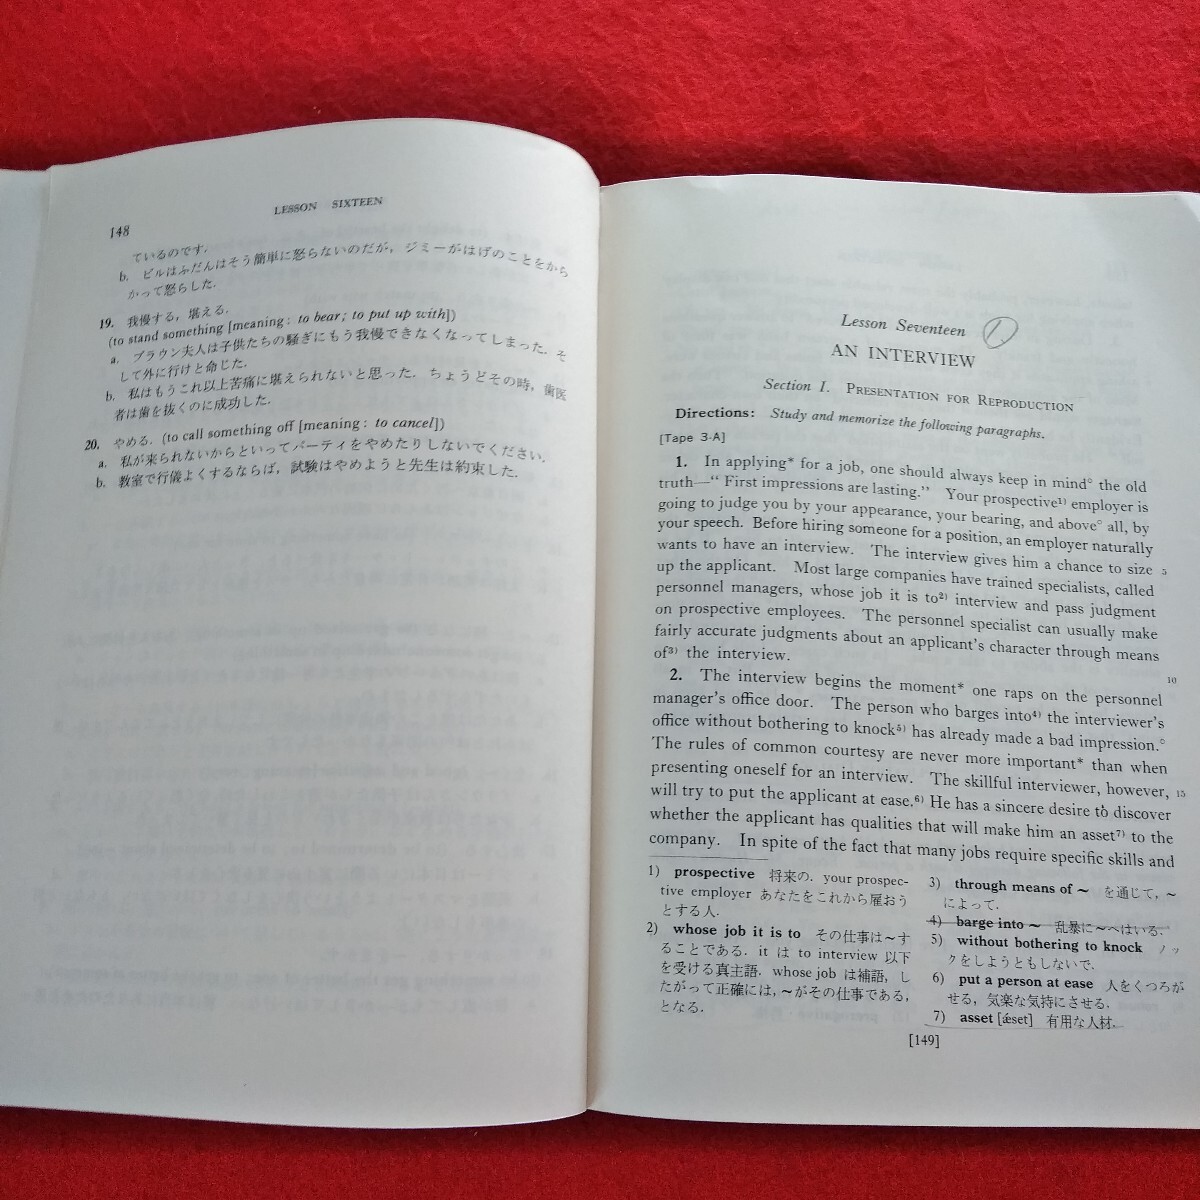 148
LESSON SIXTEEN
ているのです.
b. ビルはふだんはそう簡単に怒らないのだが, ジミーがはげのことをから
かって怒らした.
19. 我慢する, 堪える.
(to stand something [meaning: to bear; to put up with])
a. ブラウン夫人は子供たちの騒ぎにもう我慢できなくなってしまった. そ
して外に行けと命じた.
b. 私はもうこれ以上苦痛に堪えられないと思った. ちょうどその時, 歯医
者は歯を抜くのに成功した.
20. やめる. (to call something off [meaning: to cancel])
a. 私が来られないからといってパーティをやめたりしないでください.
b. 教室で行儀よくするならば, 試験はやめようと先生は約束した.
Lesson Seventeen
AN INTERVIEW
Section I. PRESENTATION FOR REPRODUCTION
Directions: Study and memorize the following paragraphs.
[Tape 3-A]
1. In applying* for a job, one should always keep in mind° the old
truth—“First impressions are lasting.” Your prospective1) employer is
going to judge you by your appearance, your bearing, and above° all, by
your speech. Before hiring someone for a position, an employer naturally
wants to have an interview. The interview gives him a chance to size 5
up the applicant. Most large companies have trained specialists, called
personnel managers, whose job it is to2) interview and pass judgment
on prospective employees. The personnel specialist can usually make
fairly accurate judgments about an applicant's character through means
of3) the interview. 10
2. The interview begins the moment* one raps on the personnel
manager's office door. The person who barges into4) the interviewer's
office without bothering to knock5) has already made a bad impression.°
The rules of common courtesy are never more important* than when
presenting oneself for an interview. The skillful interviewer, however, 15
will try to put the applicant at ease.6) He has a sincere desire to discover
whether the applicant has qualities that will make him an asset7) to the
company. In spite of the fact that many jobs require specific skills and
1) prospective 将来の. your prospec-
tive employer あなたをこれから雇おう
とする人.
2) whose job it is to その仕事は～す
ることである. it は to interview 以下
を受ける真主語. whose job は補語, し
たがって正確には, ～がその仕事である,
となる.
3) through means of ～ を通じて, ～
によって.
4) barge into ～ 乱暴に～へはいる.
5) without bothering to knock ノッ
クをしようともしないで.
6) put a person at ease 人をくつろが
せる, 気楽な気持にさせる.
7) asset [ǽset] 有用な人材.
[149]